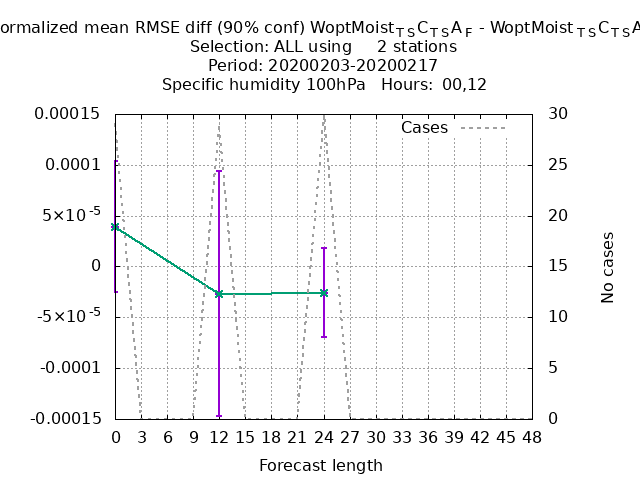 ormalized mean RMSE diff (90% conf) WoptMoistTSCTSAF - WoptMoistTSCTSA
Selection: ALL using 2 stations
Period: 20200203-20200217
Specific humidity 100hPa Hours: 00,12
Cases
0.00015
0.0001
5×10-5
0
-5×10-5
-0.0001
-0.00015
30
25
20
15
10
5
0
No cases
0 3 6 9 12 15 18 21 24 27 30 33 36 39 42 45 48
Forecast length